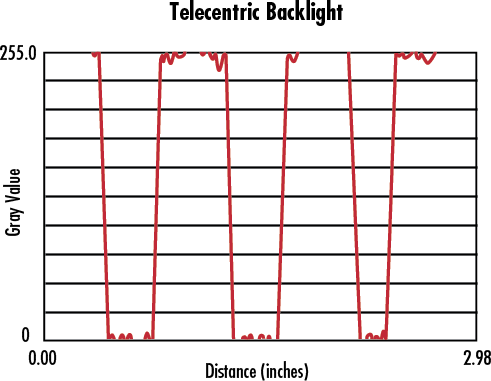 Telecentric Backlight
255.0
Gray Value
0
0.00
2.98
Distance (inches)